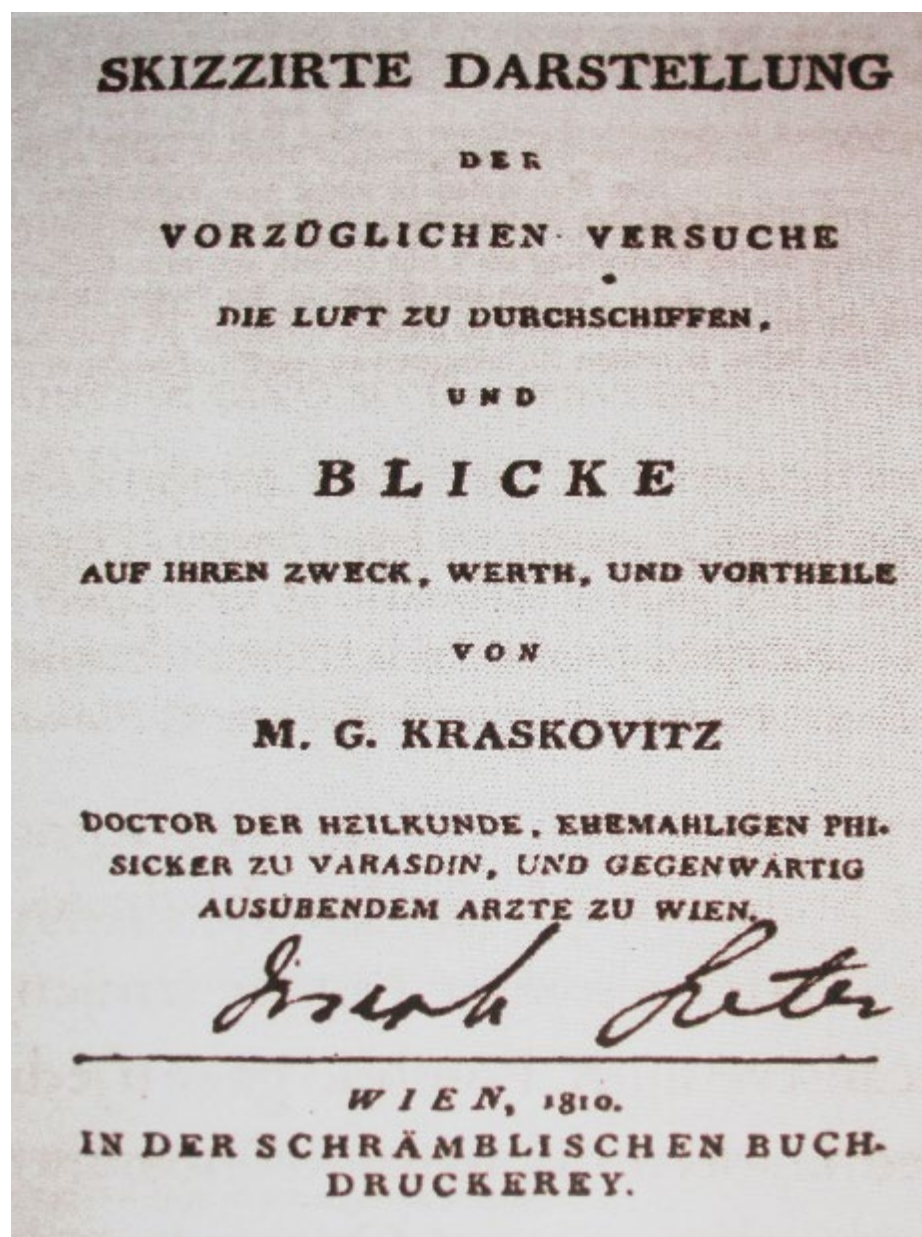 SKIZZIRTE DARSTELLUNG
DER
VORZÜGLICHEN VERSUCHE
DIE LUFT ZU DURCHSCHIFFEN,
UND
BLICKE
AUF IHREN ZWECK, WERTH, UND VORTHEILE
VON
M. G. KRASKOVITZ
DOCTOR DER HEILKUNDE, EHEMAHLIGEN PHI-
SICKER ZU VARASDIN, UND GEGENWÄRTIG
AUSÜBENDEM ARZTE ZU WIEN.
Joseph
WIEN, 1810.
IN DER SCHRÄMBLISCHEN BUCH-
DRUCKEREY.